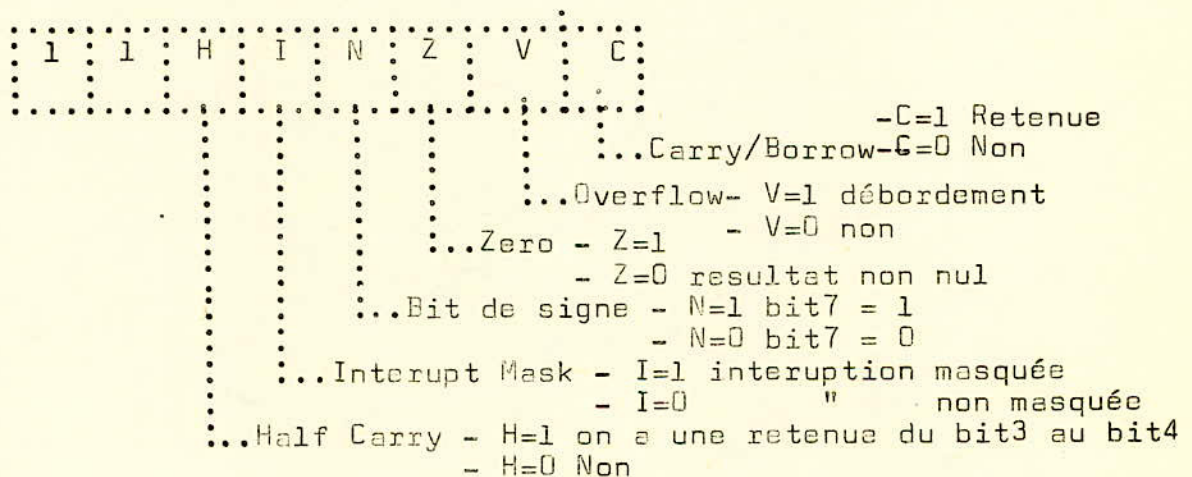 1 1 H I N Z V C
-C=1 Retenue
...Carry/Borrow-C=0 Non
...Overflow- V=1 débordement
- V=0 non
...Zero - Z=1
- Z=0 resultat non nul
...Bit de signe - N=1 bit7 = 1
- N=0 bit7 = 0
...Interupt Mask - I=1 interuption masquée
- I=0 " non masquée
...Half Carry - H=1 on a une retenue du bit3 au bit4
- H=0 Non